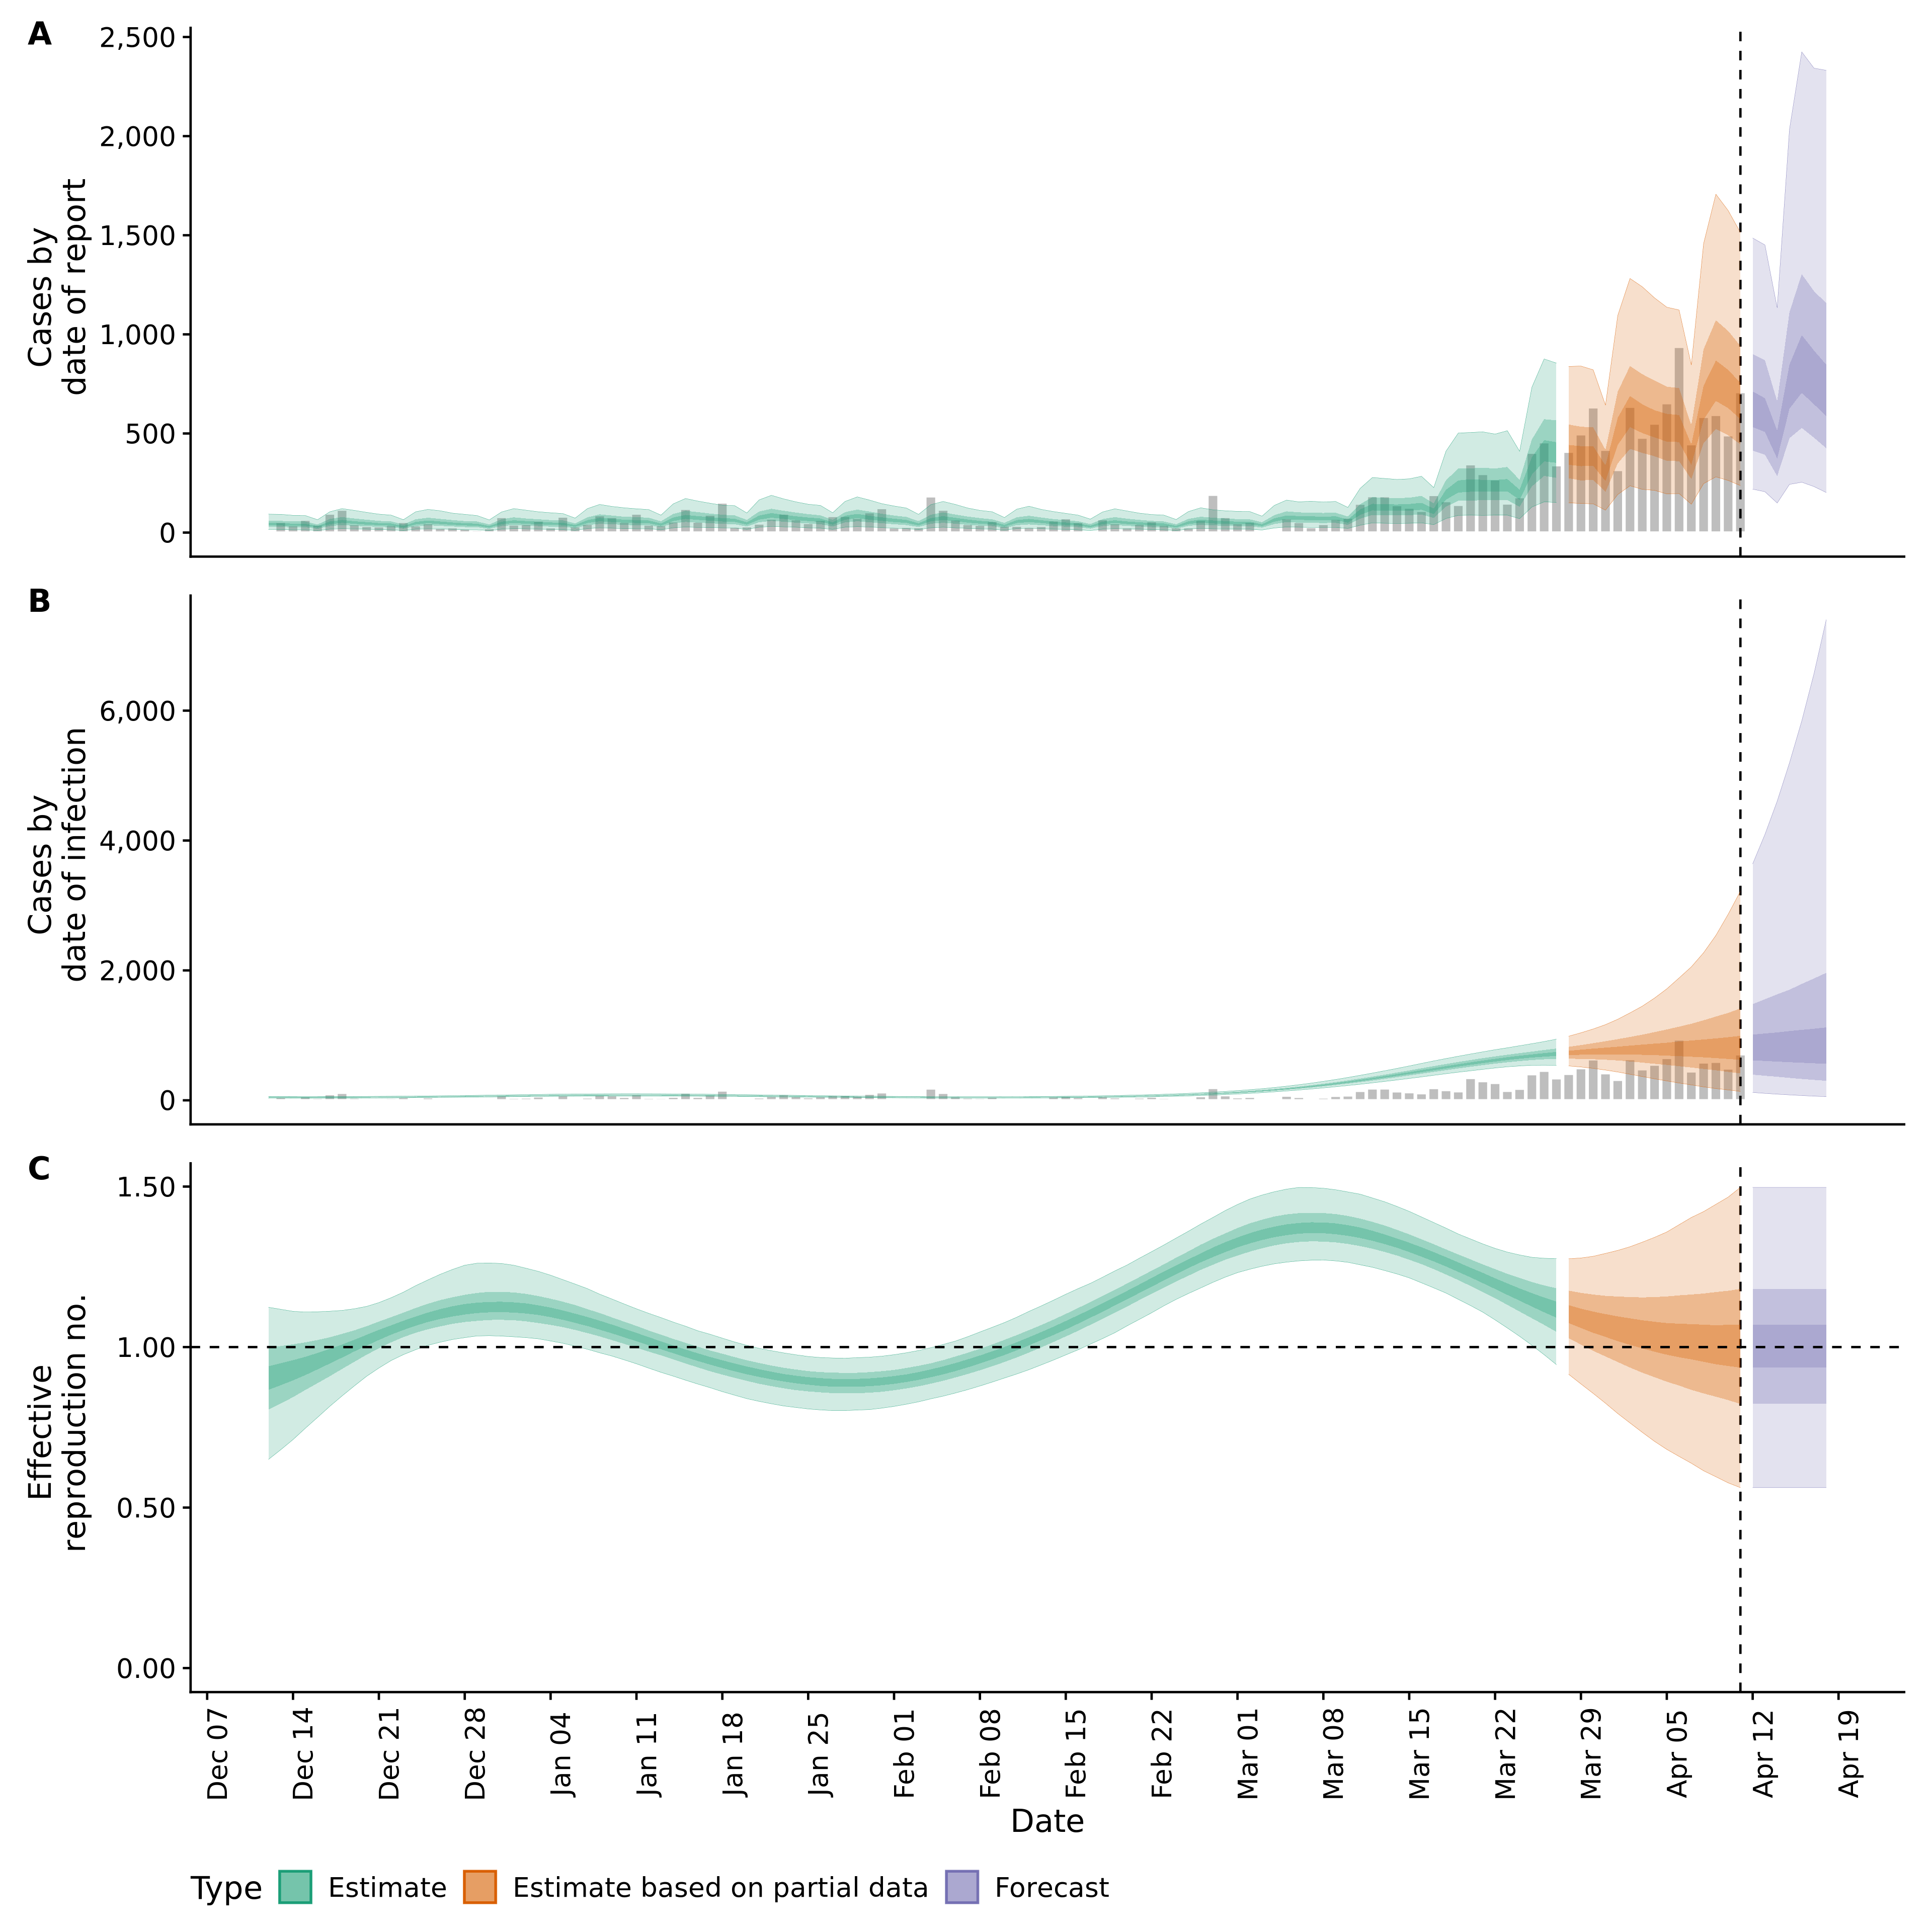 A
Cases by
date of report
2,500
2,000
1,500
1,000
500
0
B
Cases by
date of infection
6,000
4,000
2,000
0
C
Effective
reproduction no.
1.50
1.00
0.50
0.00
Dec 07
Dec 14
Dec 21
Dec 28
Jan 04
Jan 11
Jan 18
Jan 25
Feb 01
Feb 08
Feb 15
Feb 22
Mar 01
Mar 08
Mar 15
Mar 22
Mar 29
Apr 05
Apr 12
Apr 19
Date
Type Estimate Estimate based on partial data Forecast